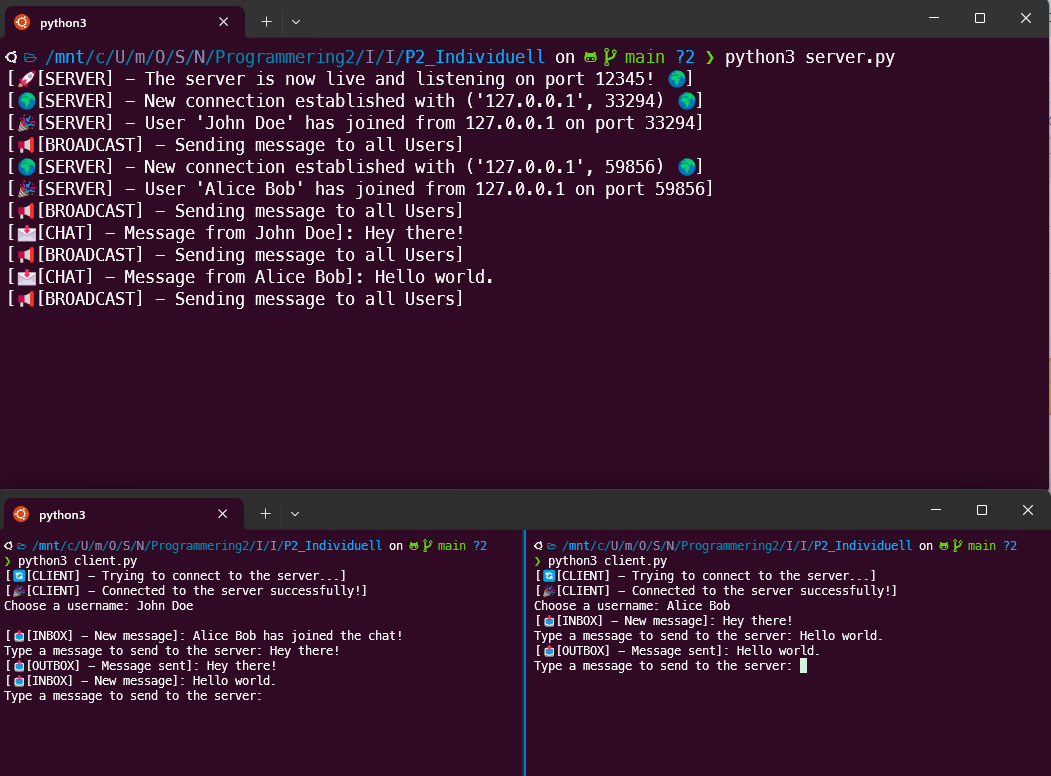 python3
/mnt/c/U/m/O/S/N/Programmering2/I/I/P2_Individuell on main ?2 ❯ python3 server.py
[🚀[SERVER] – The server is now live and listening on port 12345! 🌍]
[🌍[SERVER] – New connection established with ('127.0.0.1', 33294) 🌍]
[🎉[SERVER] – User 'John Doe' has joined from 127.0.0.1 on port 33294]
[📢[BROADCAST] – Sending message to all Users]
[🌍[SERVER] – New connection established with ('127.0.0.1', 59856) 🌍]
[🎉[SERVER] – User 'Alice Bob' has joined from 127.0.0.1 on port 59856]
[📢[BROADCAST] – Sending message to all Users]
[📩[CHAT] – Message from John Doe]: Hey there!
[📢[BROADCAST] – Sending message to all Users]
[📩[CHAT] – Message from Alice Bob]: Hello world.
[📢[BROADCAST] – Sending message to all Users]
python3
/mnt/c/U/m/O/S/N/Programmering2/I/I/P2_Individuell on main ?2
❯ python3 client.py
[🔄[CLIENT] – Trying to connect to the server...]
[🎉[CLIENT] – Connected to the server successfully!]
Choose a username: John Doe
[📥[INBOX] – New message]: Alice Bob has joined the chat!
Type a message to send to the server: Hey there!
[📤[OUTBOX] – Message sent]: Hey there!
[📥[INBOX] – New message]: Hello world.
Type a message to send to the server:
/mnt/c/U/m/O/S/N/Programmering2/I/I/P2_Individuell on main ?2
❯ python3 client.py
[🔄[CLIENT] – Trying to connect to the server...]
[🎉[CLIENT] – Connected to the server successfully!]
Choose a username: Alice Bob
[📥[INBOX] – New message]: Hey there!
Type a message to send to the server: Hello world.
[📤[OUTBOX] – Message sent]: Hello world.
Type a message to send to the server: